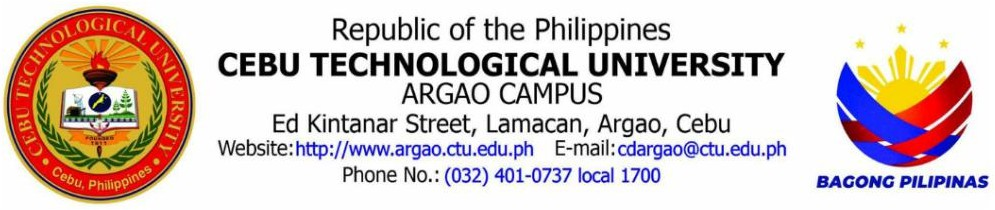 CEBU TECHNOLOGICAL UNIVERSITY
FOUNDED
1911
Cebu, Philippines
Republic of the Philippines
CEBU TECHNOLOGICAL UNIVERSITY
ARGAO CAMPUS
Ed Kintanar Street, Lamacan, Argao, Cebu
Website:http://www.argao.ctu.edu.ph E-mail:cdargao@ctu.edu.ph
Phone No.: (032) 401-0737 local 1700
BAGONG PILIPINAS